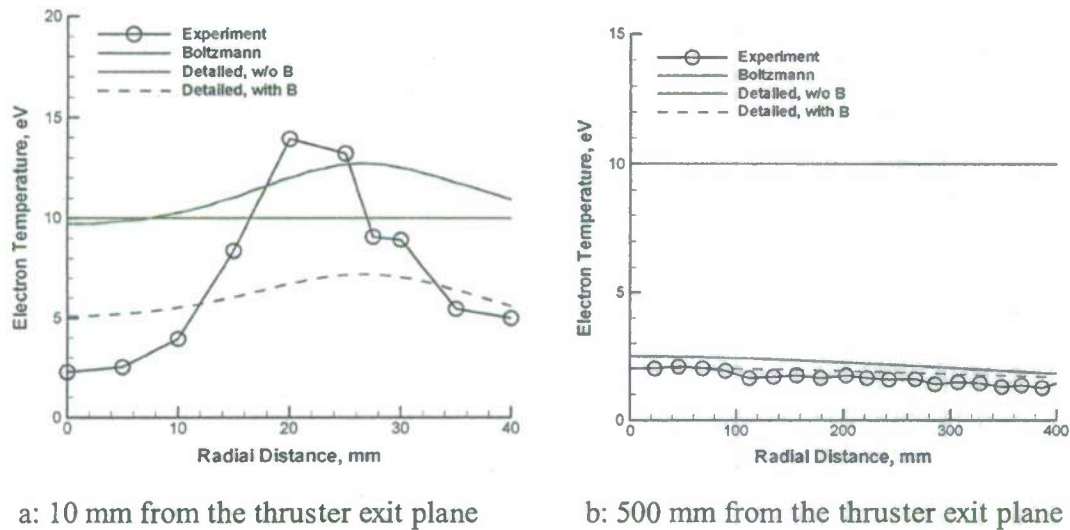 20
15
10
5
0
Electron Temperature, eV
Experiment
Boltzmann
Detailed, w/o B
Detailed, with B
0 10 20 30 40
Radial Distance, mm
a: 10 mm from the thruster exit plane
15
10
5
0
Electron Temperature, eV
Experiment
Boltzmann
Detailed, w/o B
Detailed, with B
0 100 200 300 400
Radial Distance, mm
b: 500 mm from the thruster exit plane